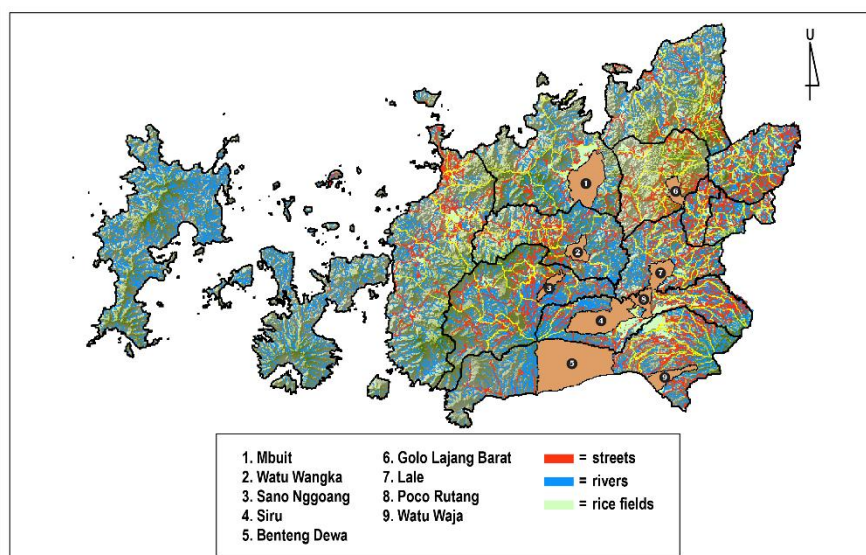 U
1
6
2
7
3
8
4
5
9
1. Mbuit
2. Watu Wangka
3. Sano Nggoang
4. Siru
5. Benteng Dewa
6. Golo Lajang Barat
7. Lale
8. Poco Rutang
9. Watu Waja
= streets
= rivers
= rice fields